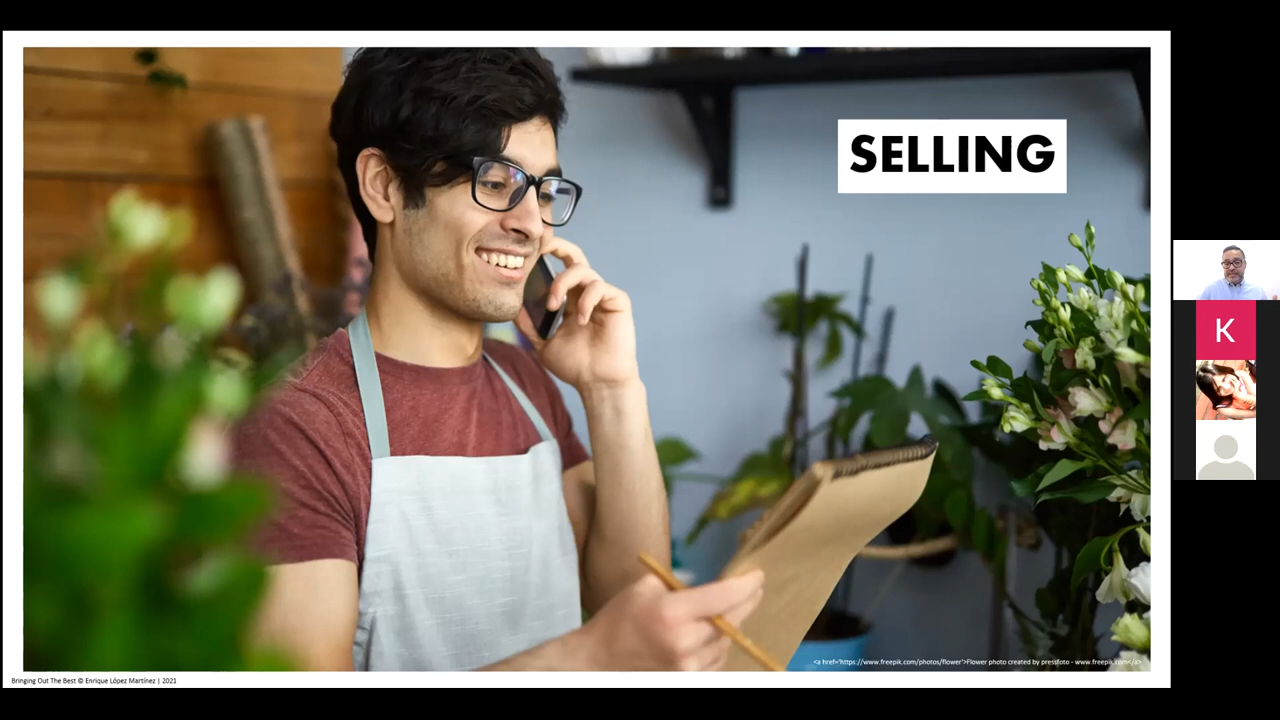 SELLING
K
<a href='https://www.freepik.com/photos/flower'>Flower photo created by pressfoto - www.freepik.com</a>
Bringing Out The Best © Enrique López Martínez | 2021